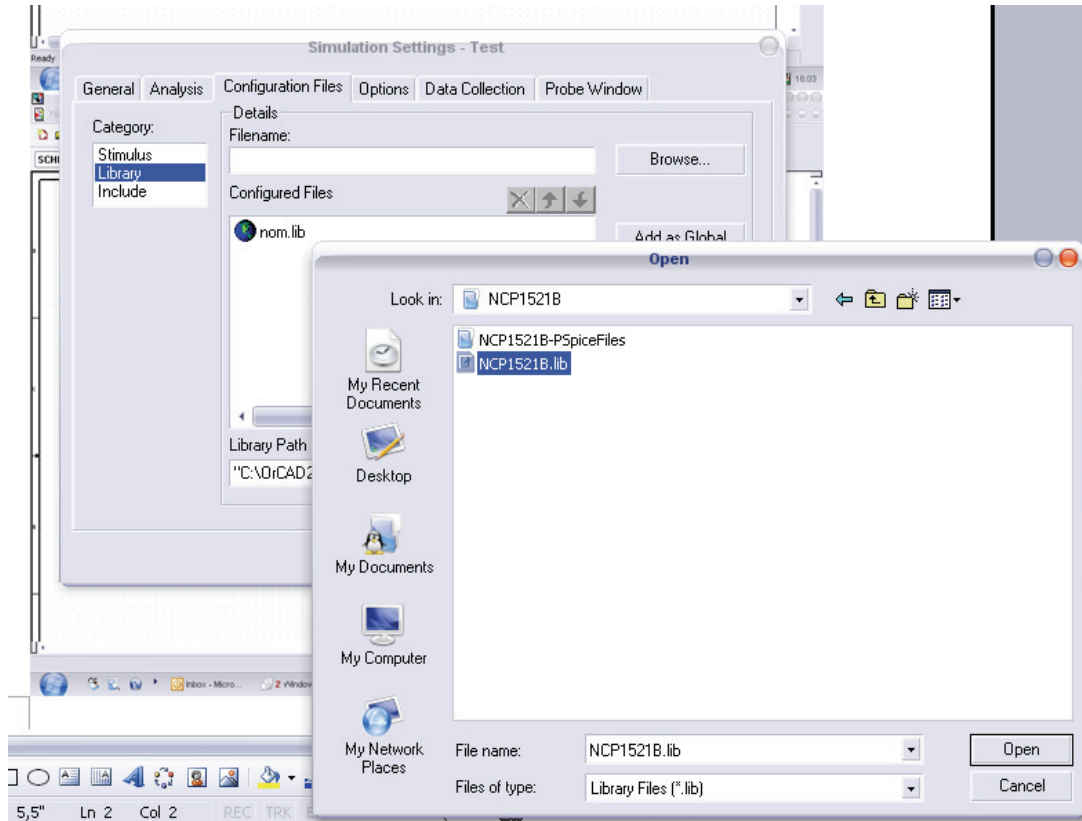 Ready
Simulation Settings - Test
16:03
General Analysis Configuration Files Options Data Collection Probe Window
Category:
Stimulus
Library
Include
Details
Filename:
Browse...
Configured Files
nom.lib
Add as Global
Library Path
"C:\OrCAD2
SCH
Open
Look in: NCP1521B
NCP1521B-PSpiceFiles
NCP1521B.lib
My Recent
Documents
Desktop
My Documents
My Computer
My Network
Places
File name: NCP1521B.lib Open
Files of type: Library Files (*.lib) Cancel
Inbox - Micro... 2 Window
5,5" Ln 2 Col 2 REC TRK